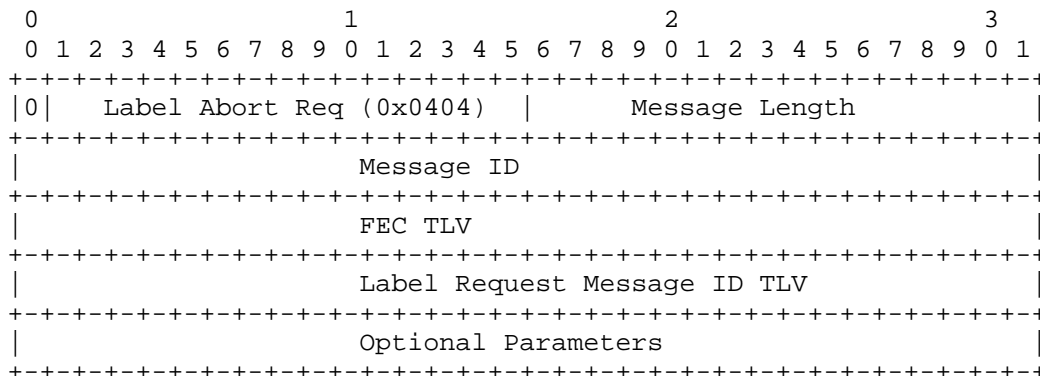 0                   1                   2                   3
 0 1 2 3 4 5 6 7 8 9 0 1 2 3 4 5 6 7 8 9 0 1 2 3 4 5 6 7 8 9 0 1
+-+-+-+-+-+-+-+-+-+-+-+-+-+-+-+-+-+-+-+-+-+-+-+-+-+-+-+-+-+-+-+-+
|0|   Label Abort Req (0x0404)  |      Message Length           |
+-+-+-+-+-+-+-+-+-+-+-+-+-+-+-+-+-+-+-+-+-+-+-+-+-+-+-+-+-+-+-+-+
|                     Message ID                                |
+-+-+-+-+-+-+-+-+-+-+-+-+-+-+-+-+-+-+-+-+-+-+-+-+-+-+-+-+-+-+-+-+
|                     FEC TLV                                   |
+-+-+-+-+-+-+-+-+-+-+-+-+-+-+-+-+-+-+-+-+-+-+-+-+-+-+-+-+-+-+-+-+
|                     Label Request Message ID TLV              |
+-+-+-+-+-+-+-+-+-+-+-+-+-+-+-+-+-+-+-+-+-+-+-+-+-+-+-+-+-+-+-+-+
|                     Optional Parameters                       |
+-+-+-+-+-+-+-+-+-+-+-+-+-+-+-+-+-+-+-+-+-+-+-+-+-+-+-+-+-+-+-+-+